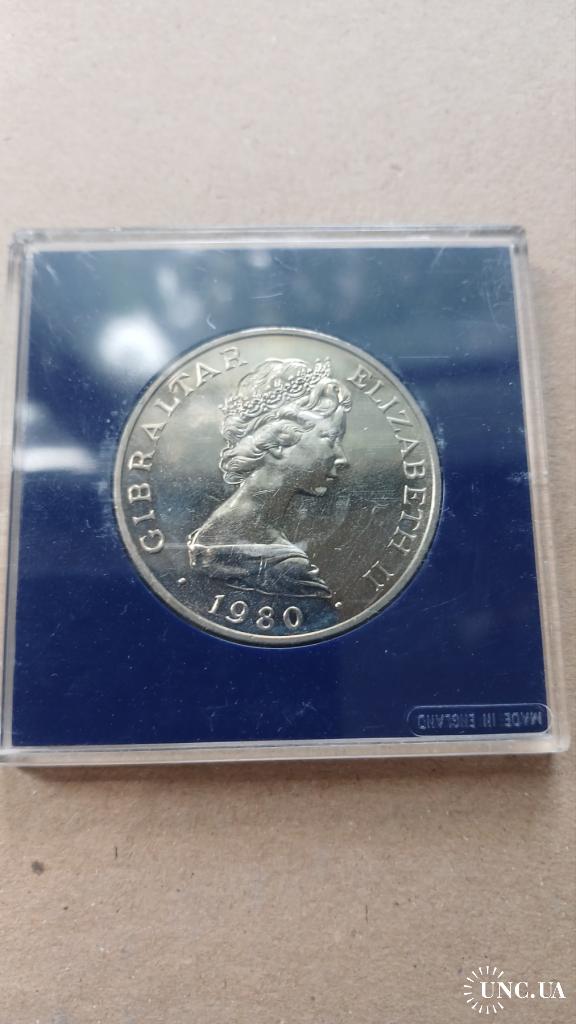 GIBRALTAR ELIZABETH II
· 1980 ·
MADE IN ENGLAND
UNC.UA